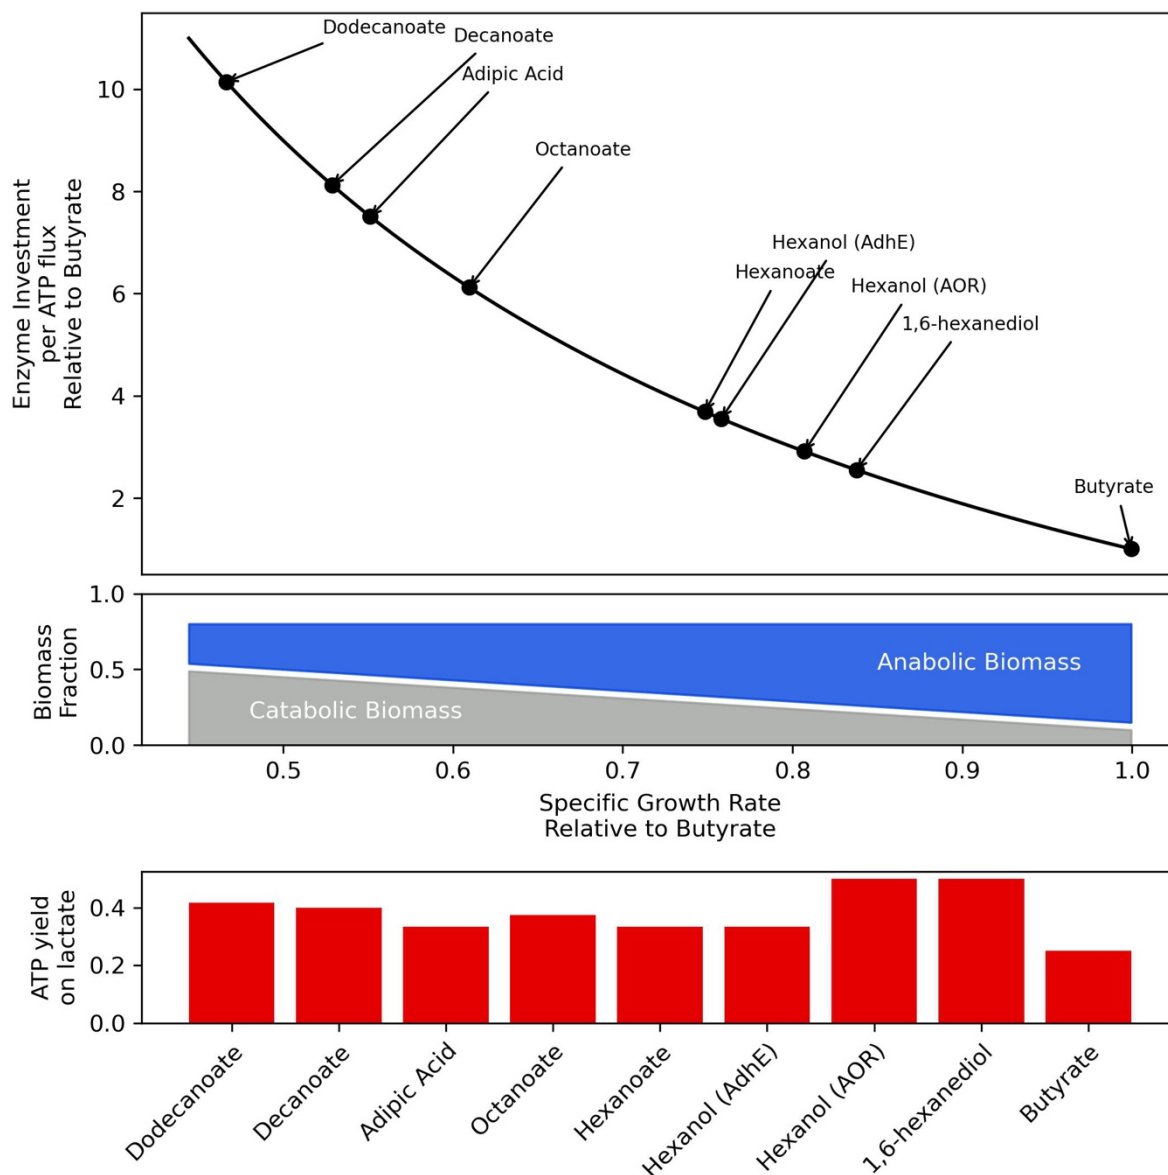 Enzyme Investment
per ATP flux
Relative to Butyrate
10
8
6
4
2
Dodecanoate
Decanoate
Adipic Acid
Octanoate
Hexanol (AdhE)
Hexanoate
Hexanol (AOR)
1,6-hexanediol
Butyrate
Biomass
Fraction
1.0
0.5
0.0
Anabolic Biomass
Catabolic Biomass
0.5 0.6 0.7 0.8 0.9 1.0
Specific Growth Rate
Relative to Butyrate
ATP yield
on lactate
0.4
0.2
0.0
Dodecanoate
Decanoate
Adipic Acid
Octanoate
Hexanoate
Hexanol (AdhE)
Hexanol (AOR)
1,6-hexanediol
Butyrate